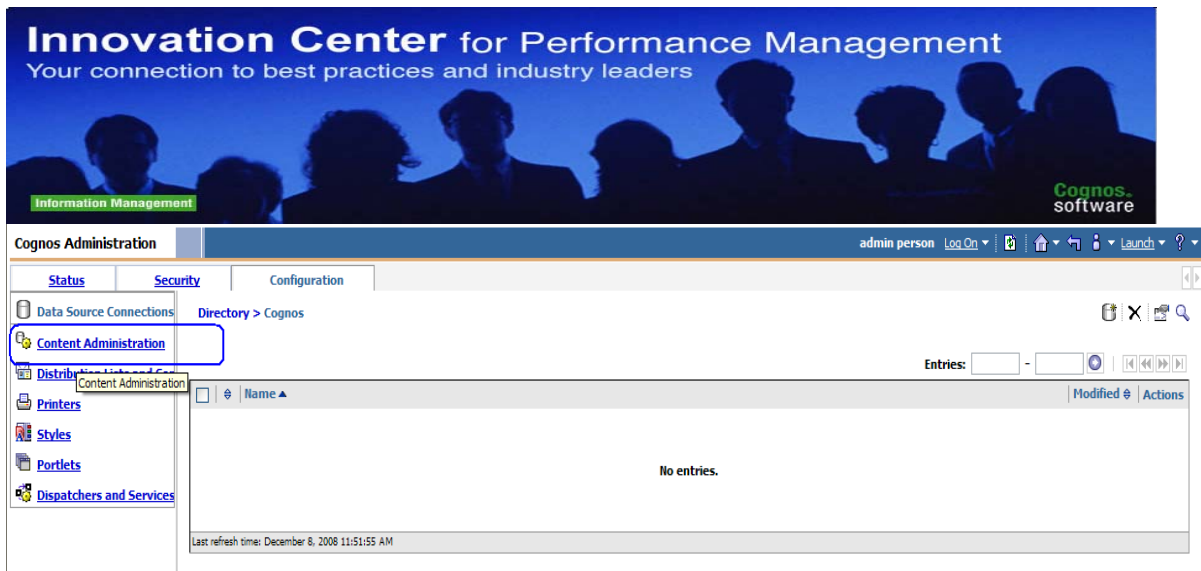 Innovation Center for Performance Management
Your connection to best practices and industry leaders
Information Management
Cognos.
software
Cognos Administration
admin person Log On Launch ?
Status Security Configuration
Data Source Connections
Content Administration
Content Administration
Printers
Styles
Portlets
Dispatchers and Services
Directory > Cognos
Entries: -
Name Modified Actions
No entries.
Last refresh time: December 8, 2008 11:51:55 AM